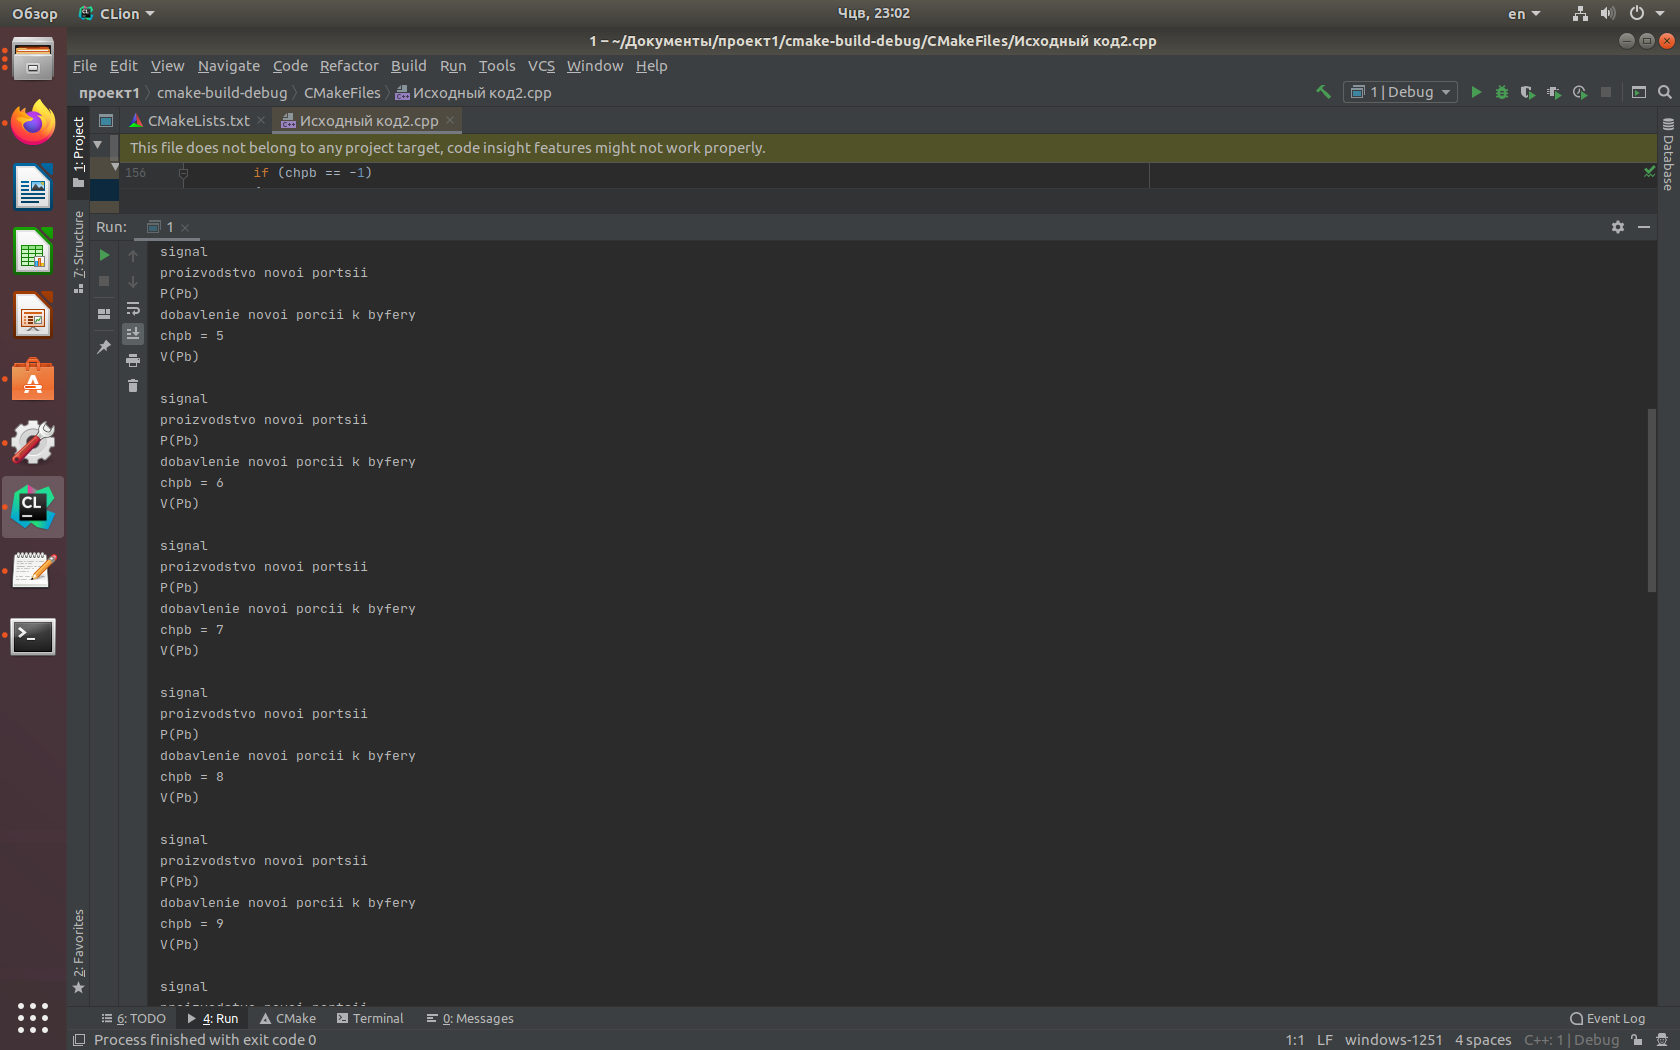 Обзор CLion Чцв, 23:02 en
1 – ~/Документы/проект1/cmake-build-debug/CMakeFiles/Исходный код2.cpp
File Edit View Navigate Code Refactor Build Run Tools VCS Window Help
проект1 cmake-build-debug CMakeFiles Исходный код2.cpp 1 | Debug
1: Project CMakeLists.txt Исходный код2.cpp Database
This file does not belong to any project target, code insight features might not work properly.
156 if (chpb == -1)
7: Structure
Run: 1
signal
proizvodstvo novoi portsii
P(Pb)
dobavlenie novoi porcii k byfery
chpb = 5
V(Pb)
signal
proizvodstvo novoi portsii
P(Pb)
dobavlenie novoi porcii k byfery
chpb = 6
V(Pb)
signal
proizvodstvo novoi portsii
P(Pb)
dobavlenie novoi porcii k byfery
chpb = 7
V(Pb)
signal
proizvodstvo novoi portsii
P(Pb)
dobavlenie novoi porcii k byfery
chpb = 8
V(Pb)
signal
proizvodstvo novoi portsii
P(Pb)
dobavlenie novoi porcii k byfery
chpb = 9
V(Pb)
signal
proizvodstvo novoi portsii
2: Favorites
6: TODO 4: Run CMake Terminal 0: Messages Event Log
Process finished with exit code 0 1:1 LF windows-1251 4 spaces C++: 1 | Debug